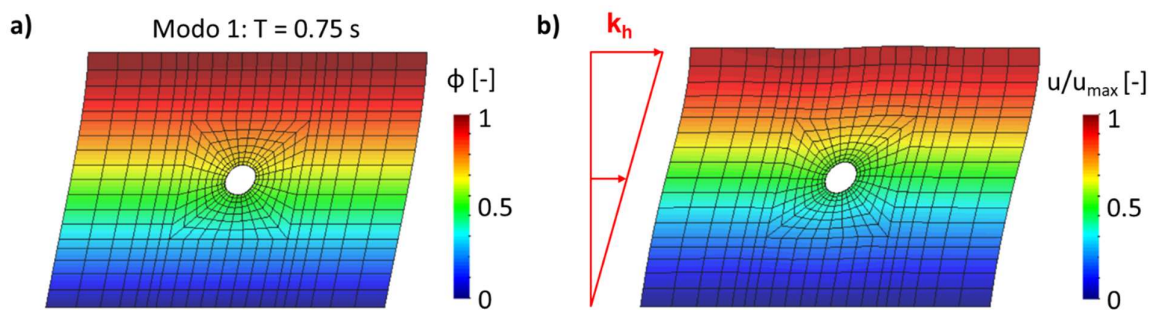 a)
Modo 1: T = 0.75 s
ϕ [-]
1
0.5
0
b)
kₕ
u/uₘₐₓ [-]
1
0.5
0